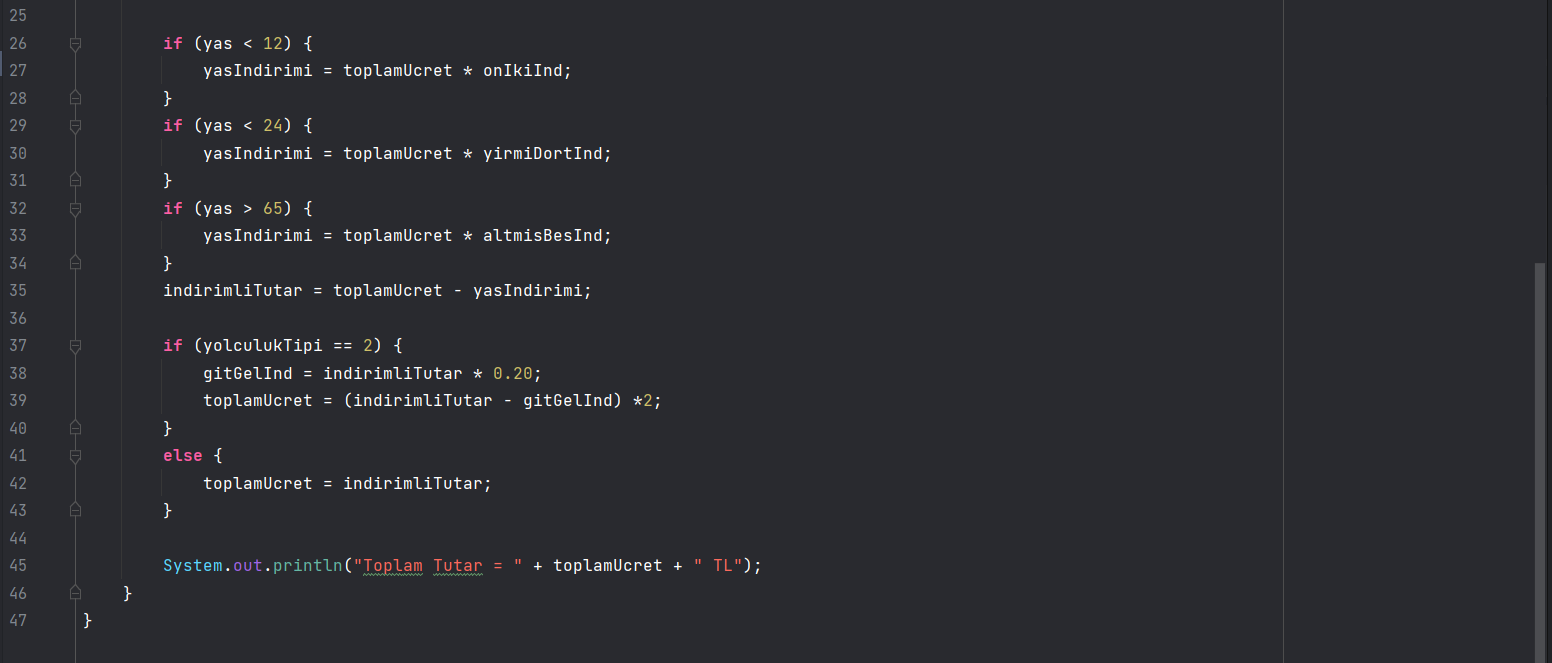 25
26 if (yas < 12) {
27 yasIndirimi = toplamUcret * onIkiInd;
28 }
29 if (yas < 24) {
30 yasIndirimi = toplamUcret * yirmiDortInd;
31 }
32 if (yas > 65) {
33 yasIndirimi = toplamUcret * altmisBesInd;
34 }
35 indirimliTutar = toplamUcret - yasIndirimi;
36
37 if (yolculukTipi == 2) {
38 gitGelInd = indirimliTutar * 0.20;
39 toplamUcret = (indirimliTutar - gitGelInd) *2;
40 }
41 else {
42 toplamUcret = indirimliTutar;
43 }
44
45 System.out.println("Toplam Tutar = " + toplamUcret + " TL");
46 }
47 }